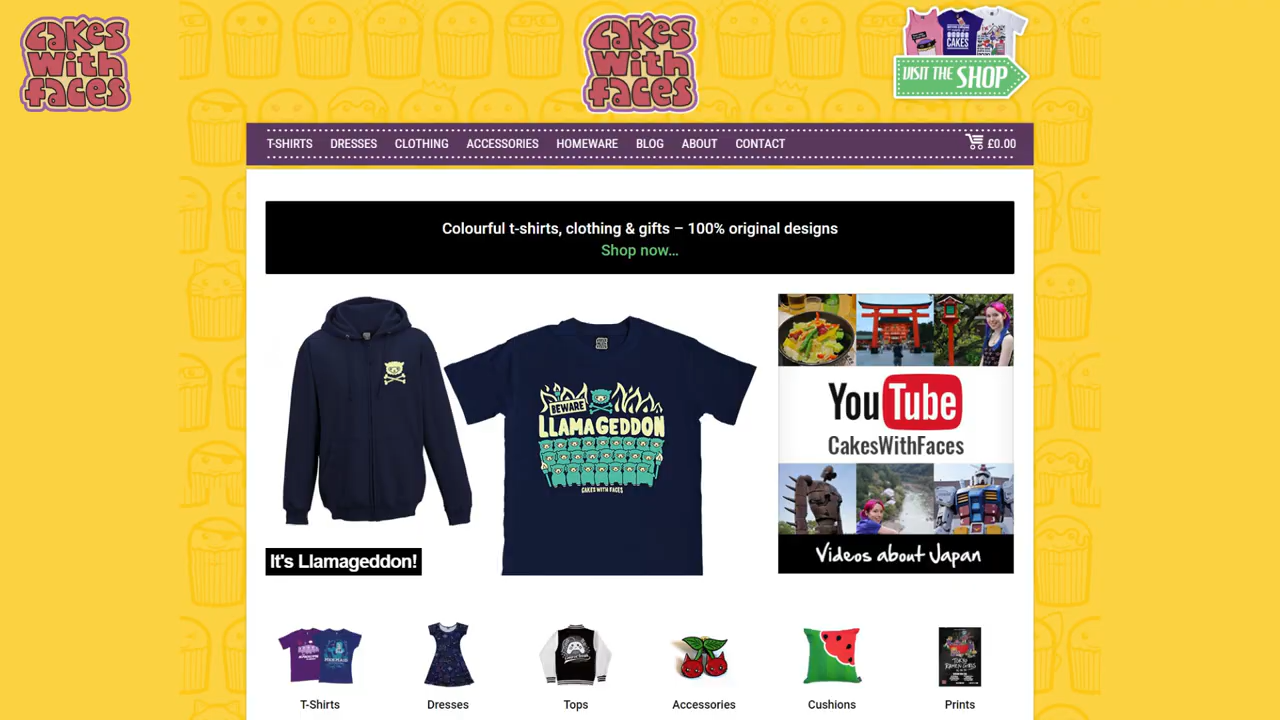 Cakes
With
faces
Cakes
With
faces
VISIT THE SHOP
T-SHIRTS DRESSES CLOTHING ACCESSORIES HOMEWARE BLOG ABOUT CONTACT £0.00
Colourful t-shirts, clothing & gifts – 100% original designs
Shop now...
BEWARE
LLAMAGEDDON
CAKES WITH FACES
It's Llamageddon!
YouTube
CakesWithFaces
Videos about Japan
T-Shirts Dresses Tops Accessories Cushions Prints